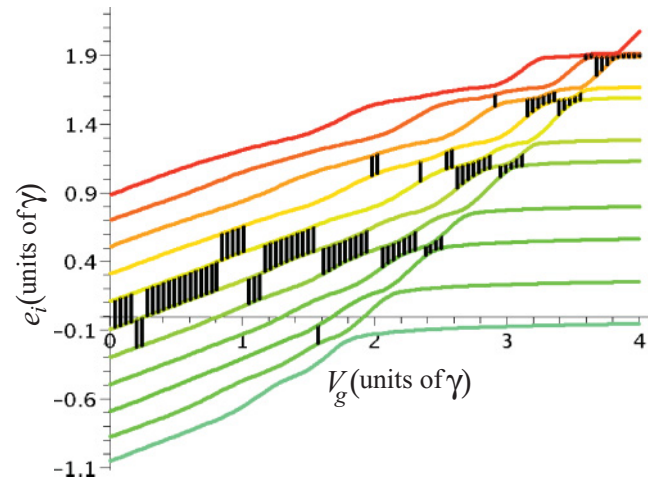 1.9
1.4
0.9
0.4
-0.1
-0.6
-1.1
0 1 2 3 4
e_i(units of γ)
V_g(units of γ)